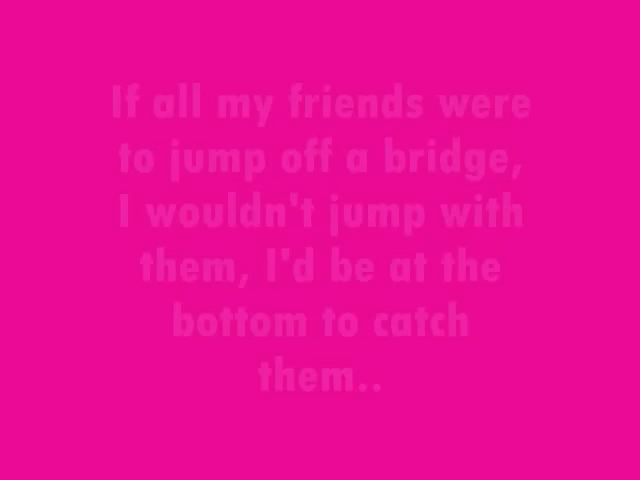 If all my friends were
to jump off a bridge,
I wouldn't jump with
them, I'd be at the
bottom to catch
them..